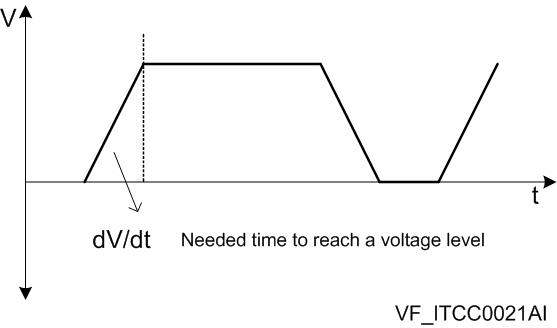 V
t
dV/dt Needed time to reach a voltage level
VF_ITCC0021AI